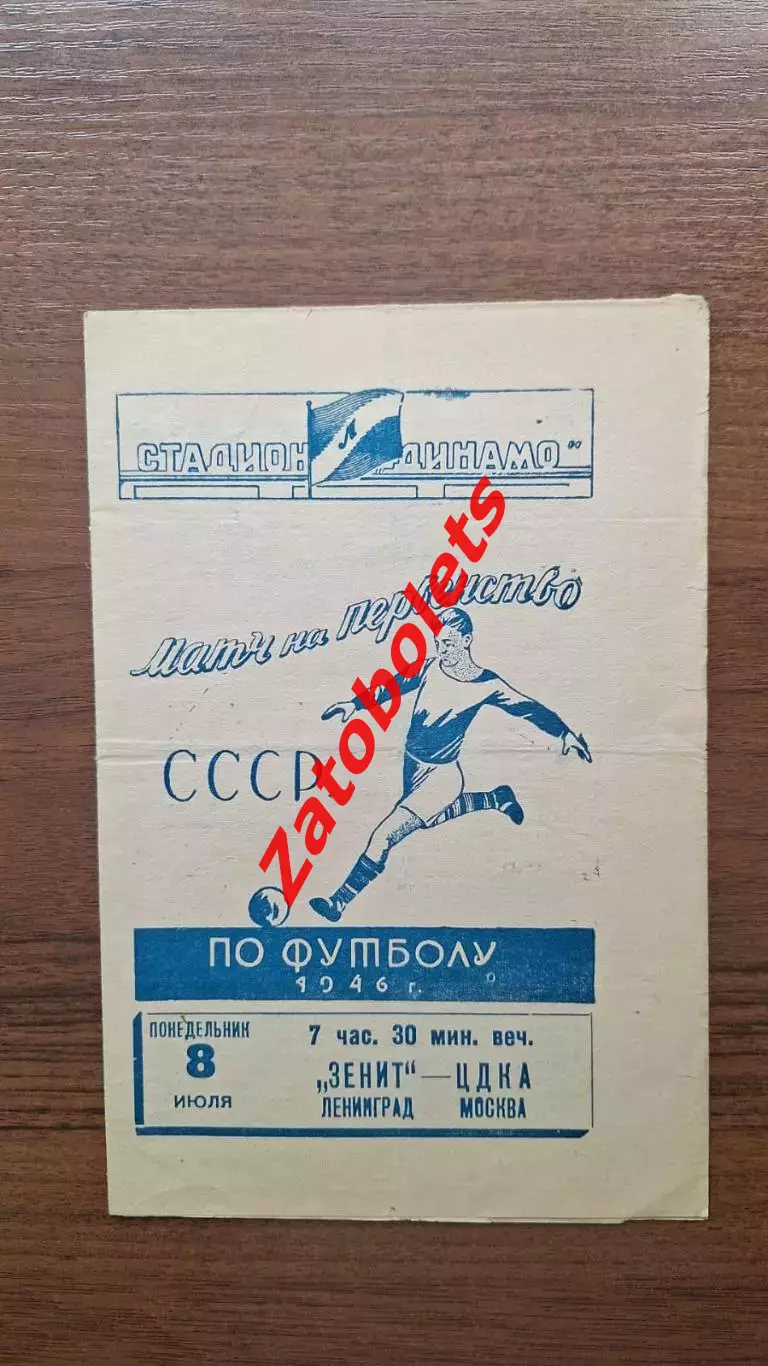 СТАДИОН Л „ДИНАМО“
Матч на первенство
СССР
ПО ФУТБОЛУ
1946 г.
ПОНЕДЕЛЬНИК
8
ИЮЛЯ
7 час. 30 мин. веч.
„ЗЕНИТ“ — ЦДКА
ЛЕНИНГРАД МОСКВА
Zatobolets